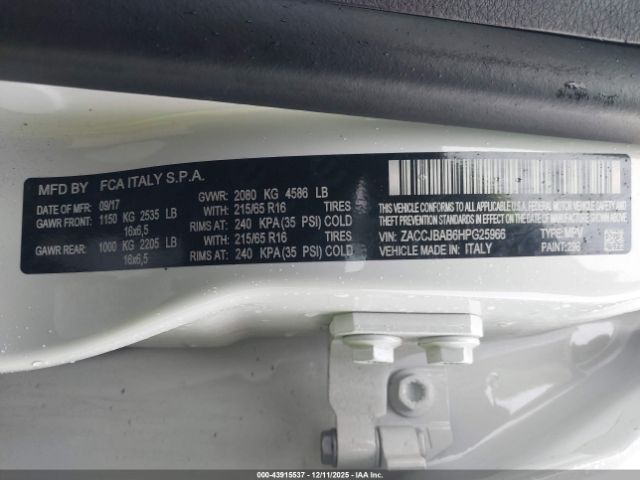 MFD BY FCA ITALY S.P.A.
DATE OF MFR: 09/17 GVWR: 2080 KG 4586 LB
GAWR FRONT: 1150 KG 2535 LB WITH: 215/65 R16 TIRES
16x6,5 RIMS AT: 240 KPA (35 PSI) COLD
GAWR REAR: 1000 KG 2205 LB WITH: 215/65 R16 TIRES
16x6,5 RIMS AT: 240 KPA (35 PSI) COLD
THIS VEHICLE CONFORMS TO ALL APPLICABLE U.S.A.
FEDERAL MOTOR VEHICLE SAFETY, BUMPER, AND THEFT
PREVENTION STANDARDS IN EFFECT ON THE DATE OF
MANUFACTURE SHOWN ABOVE.
VIN: ZACCJBAB6HPG25966 TYPE: MPV
VEHICLE MADE IN: ITALY PAINT: 296
000-43915537 - 12/11/2025 - IAA Inc.